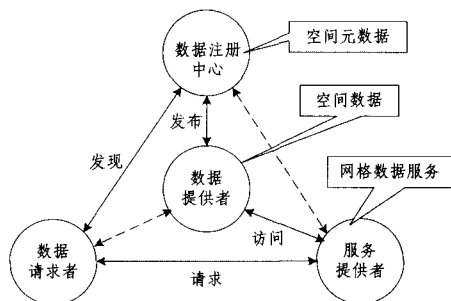 数据注册
中心
空间元数据
发布
空间数据
发现
数据
提供者
网格数据服务
访问
数据
请求者
服务
提供者
请求